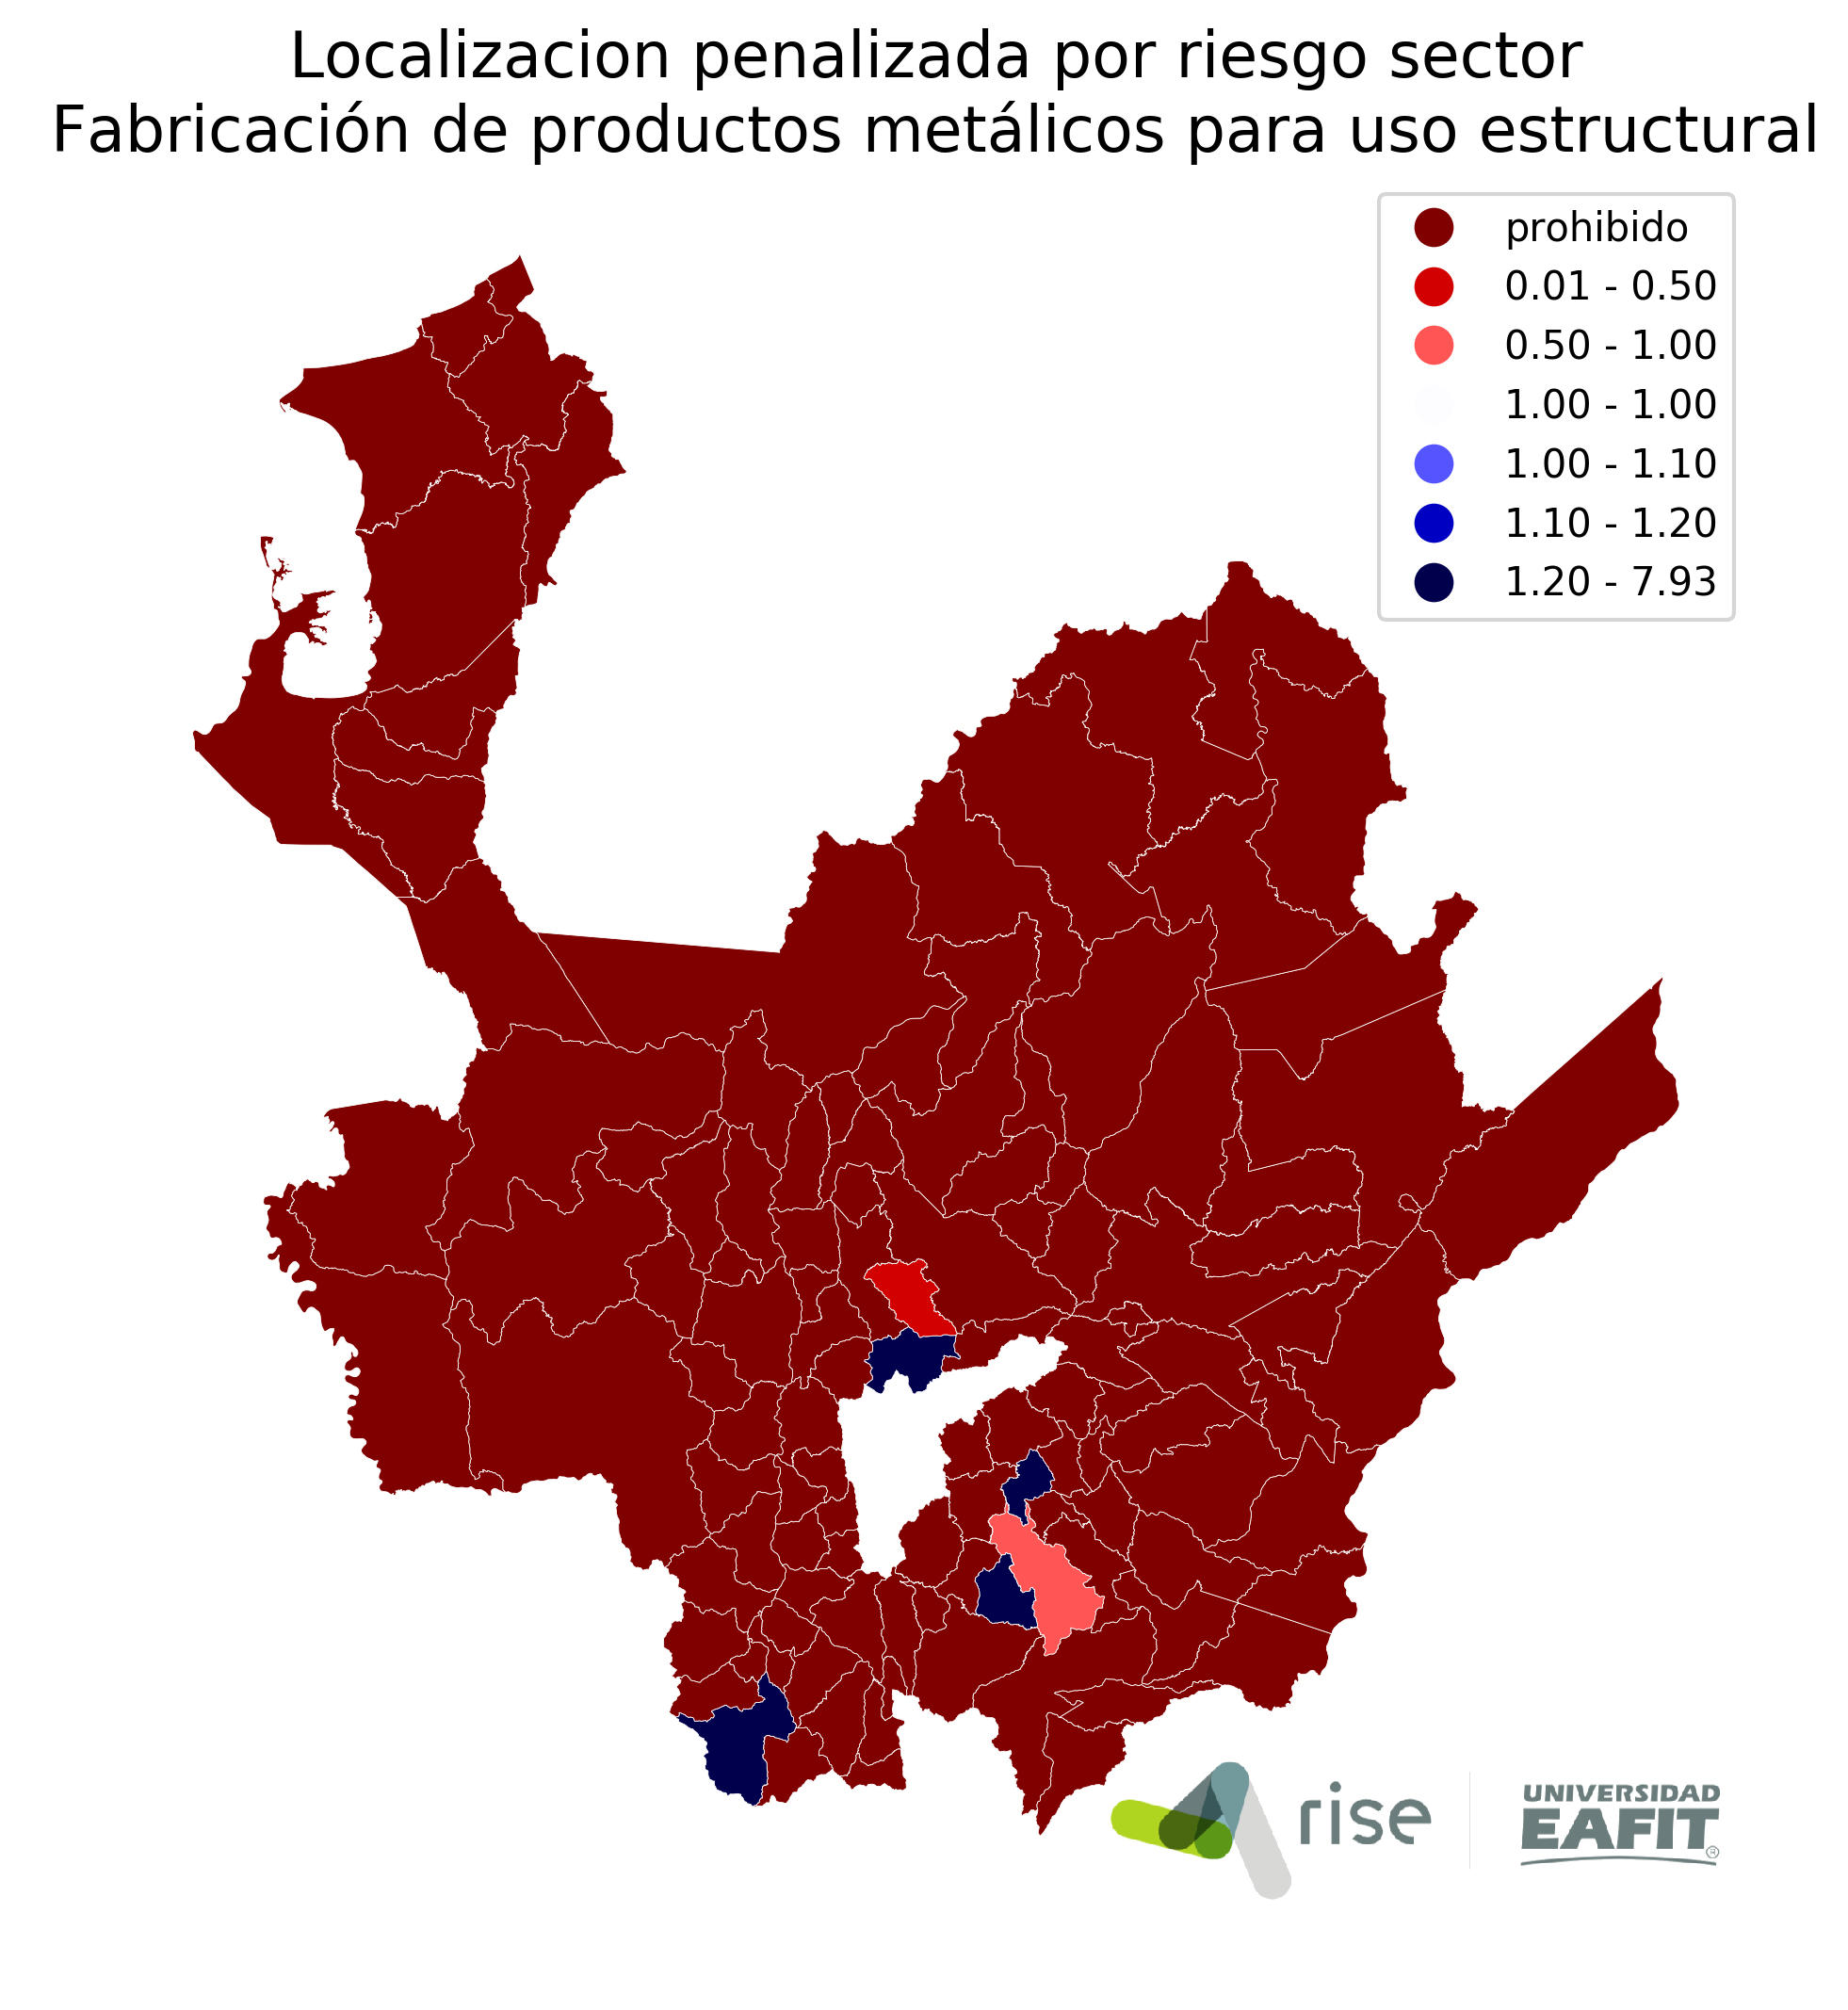 Localizacion penalizada por riesgo sector
Fabricación de productos metálicos para uso estructural
prohibido
0.01 - 0.50
0.50 - 1.00
1.00 - 1.00
1.00 - 1.10
1.10 - 1.20
1.20 - 7.93
rise
UNIVERSIDAD
EAFIT®